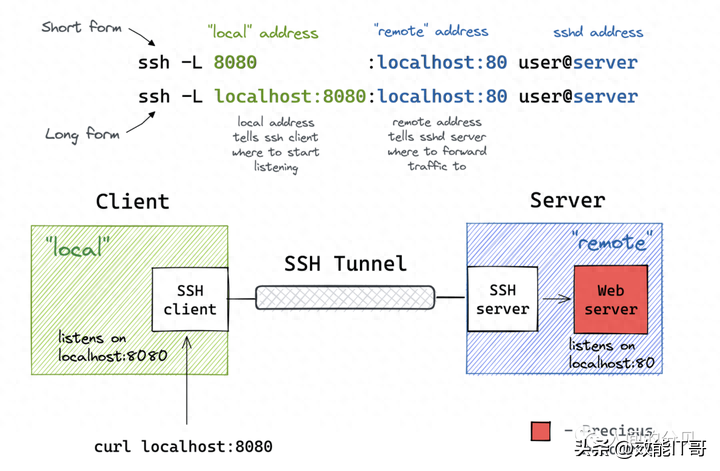 Short form
"local" address
"remote" address
sshd address
ssh -L 8080 :localhost:80 user@server
ssh -L localhost:8080:localhost:80 user@server
Long form
local address
tells ssh client
where to start
listening
remote address
tells sshd server
where to forward
traffic to
Client
Server
"local"
"remote"
SSH Tunnel
SSH
client
SSH
server
Web
server
listens on
localhost:8080
listens on
localhost:80
curl localhost:8080
- Precious
头条@效能IT哥